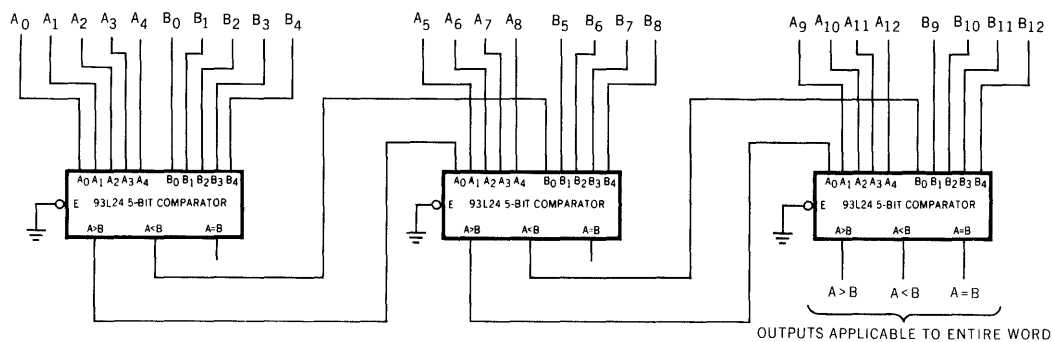 A₀ A₁ A₂ A₃ A₄ B₀ B₁ B₂ B₃ B₄
A₅ A₆ A₇ A₈ B₅ B₆ B₇ B₈
A₉ A₁₀ A₁₁ A₁₂ B₉ B₁₀ B₁₁ B₁₂
A₀ A₁ A₂ A₃ A₄ B₀ B₁ B₂ B₃ B₄
E 93L24 5-BIT COMPARATOR
A>B A<B A=B
A₀ A₁ A₂ A₃ A₄ B₀ B₁ B₂ B₃ B₄
E 93L24 5-BIT COMPARATOR
A>B A<B A=B
A₀ A₁ A₂ A₃ A₄ B₀ B₁ B₂ B₃ B₄
E 93L24 5-BIT COMPARATOR
A>B A<B A=B
A>B A<B A=B
OUTPUTS APPLICABLE TO ENTIRE WORD